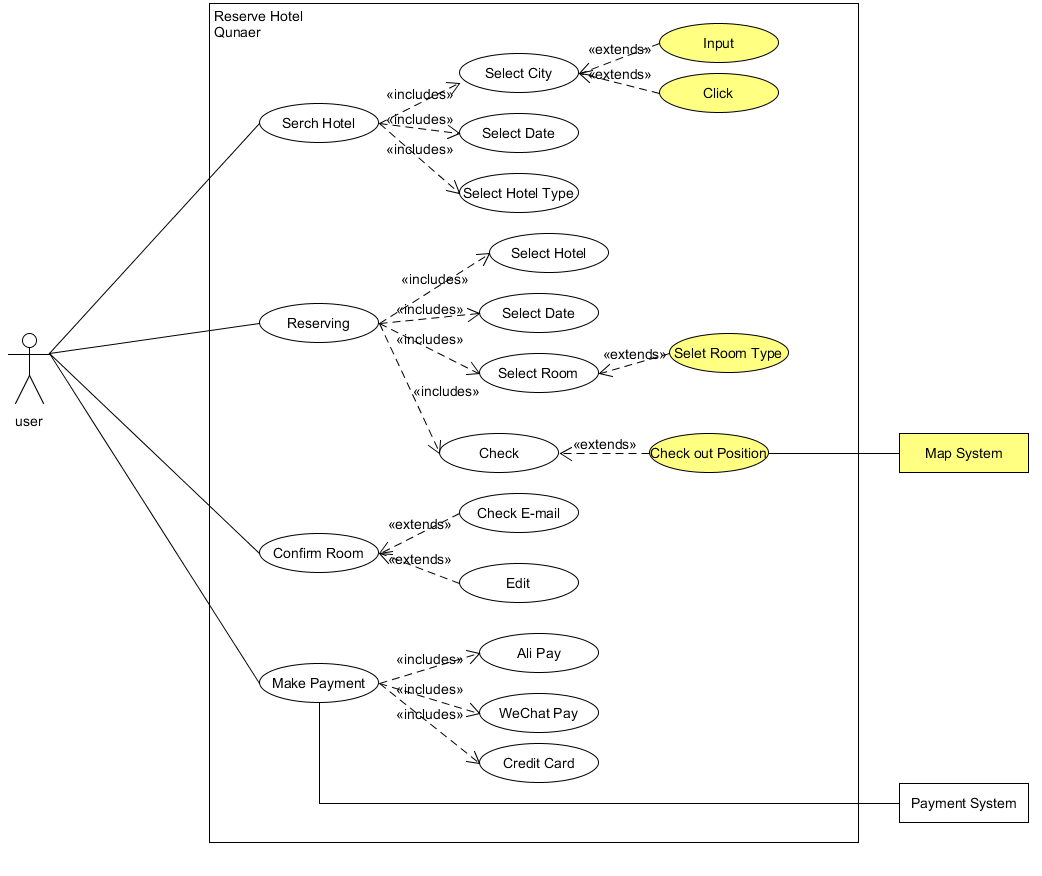 Reserve Hotel
Qunaer
Input
«extends»
Select City
«extends»
Click
«includes»
Serch Hotel
«includes»
Select Date
«includes»
Select Hotel Type
Select Hotel
«includes»
Reserving
«includes»
Select Date
«includes»
Select Room
«extends»
Selet Room Type
«includes»
user
Check
«extends»
Check out Position
Map System
Check E-mail
«extends»
Confirm Room
«extends»
Edit
Ali Pay
«includes»
Make Payment
«includes»
WeChat Pay
«includes»
Credit Card
Payment System